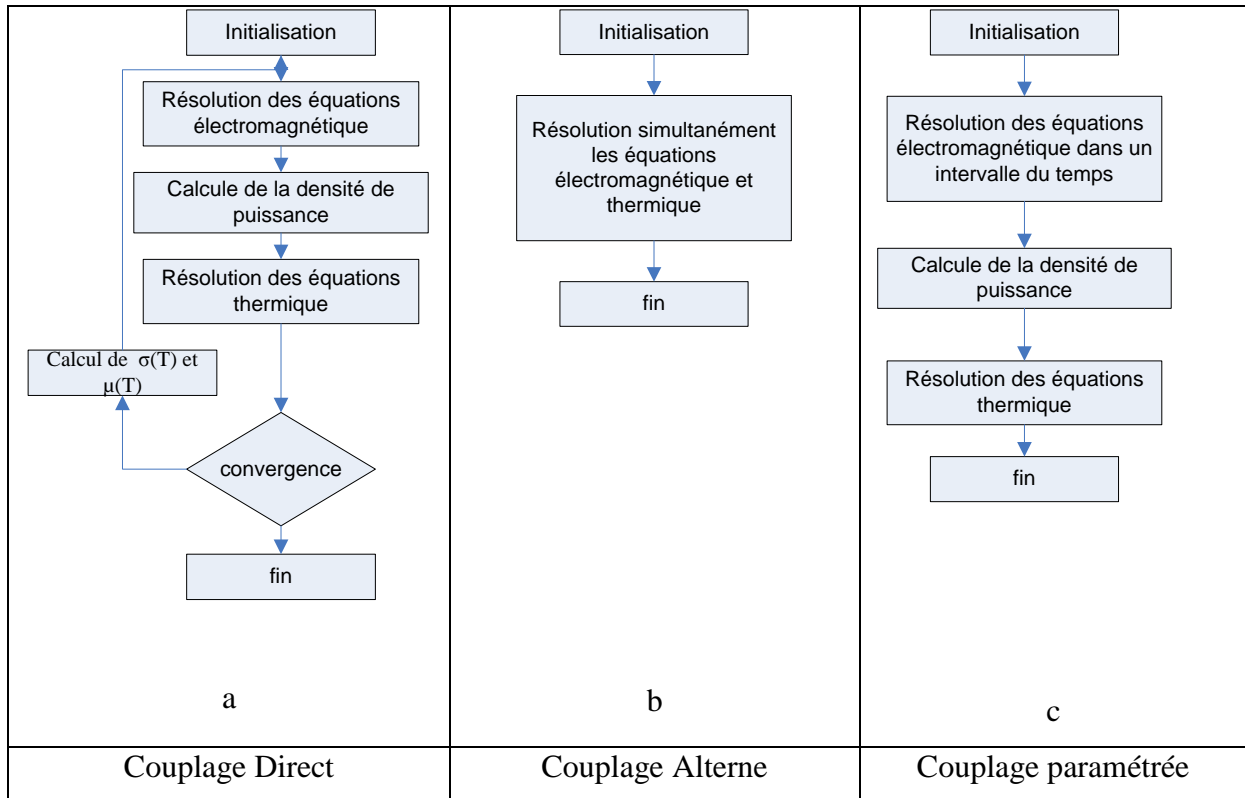 Initialisation
Résolution des équations
électromagnétique
Calcule de la densité de
puissance
Résolution des équations
thermique
Calcul de σ(T) et
μ(T)
convergence
fin
a
Couplage Direct
Initialisation
Résolution simultanément
les équations
électromagnétique et
thermique
fin
b
Couplage Alterne
Initialisation
Résolution des équations
électromagnétique dans un
intervalle du temps
Calcule de la densité de
puissance
Résolution des équations
thermique
fin
c
Couplage paramétrée